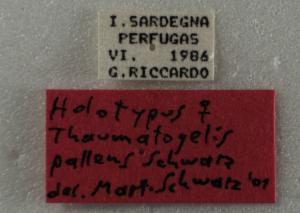 I. SARDEGNA
PERFUGAS
VI. 1986
G.RICCARDO
Holotypus ♀
Thaumatogelis
pallens Schwarz
det. Mart. Schwarz '01